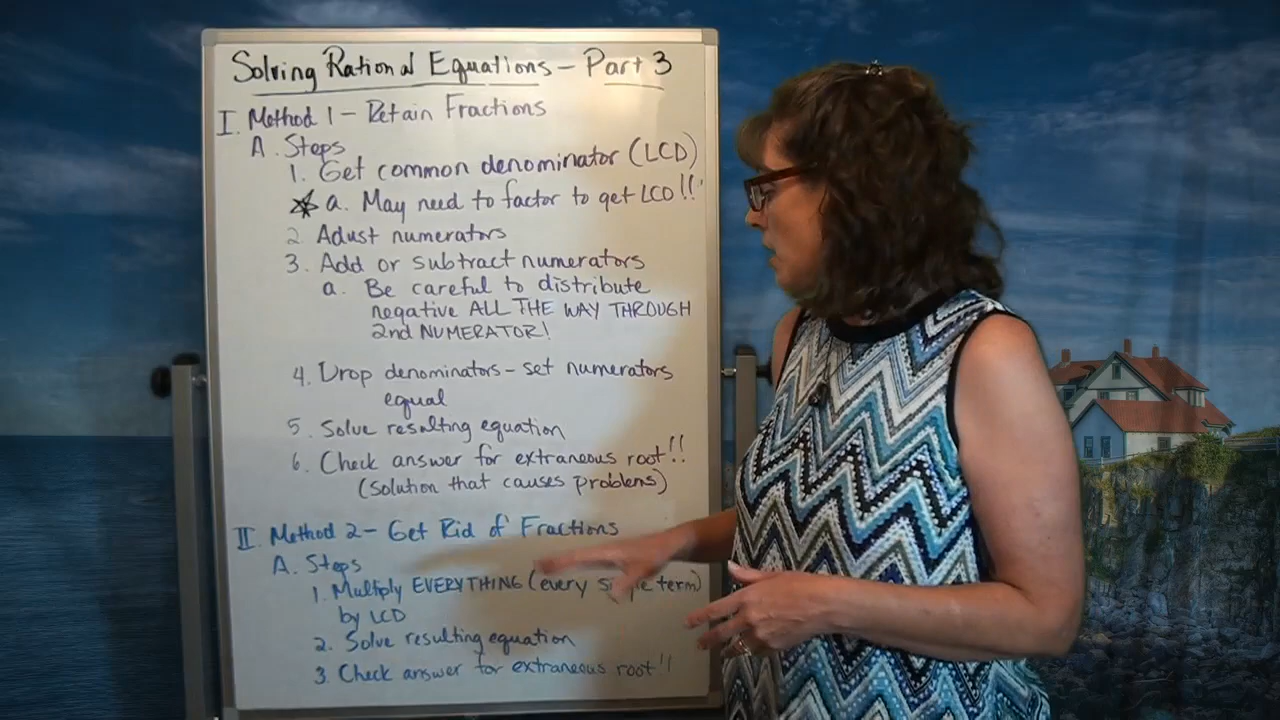 Solving Rational Equations - Part 3
I. Method 1 - Retain Fractions
A. Steps
1. Get common denominator (LCD)
a. May need to factor to get LCD!!
2 Adust numerators
3. Add or subtract numerators
a. Be careful to distribute
negative ALL THE WAY THROUGH
2nd NUMERATOR!
4. Drop denominators - set numerators
equal
5. Solve resulting equation
6. Check answer for extraneous root!!
(solution that causes problems)
II. Method 2 - Get Rid of Fractions
A. Steps
1. Multiply EVERYTHING (every term)
by LCD
2. Solve resulting equation
3. Check answer for extraneous root!!